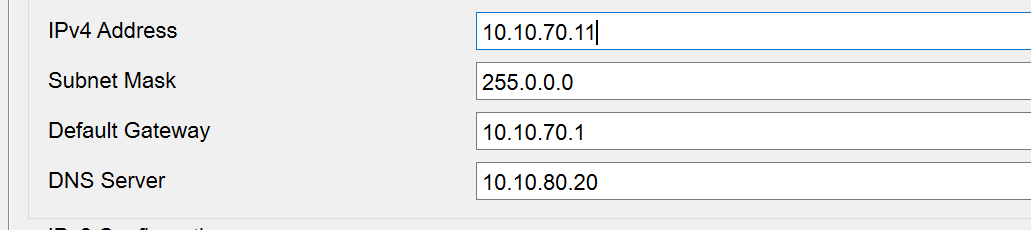 IPv4 Address 10.10.70.11
Subnet Mask 255.0.0.0
Default Gateway 10.10.70.1
DNS Server 10.10.80.20